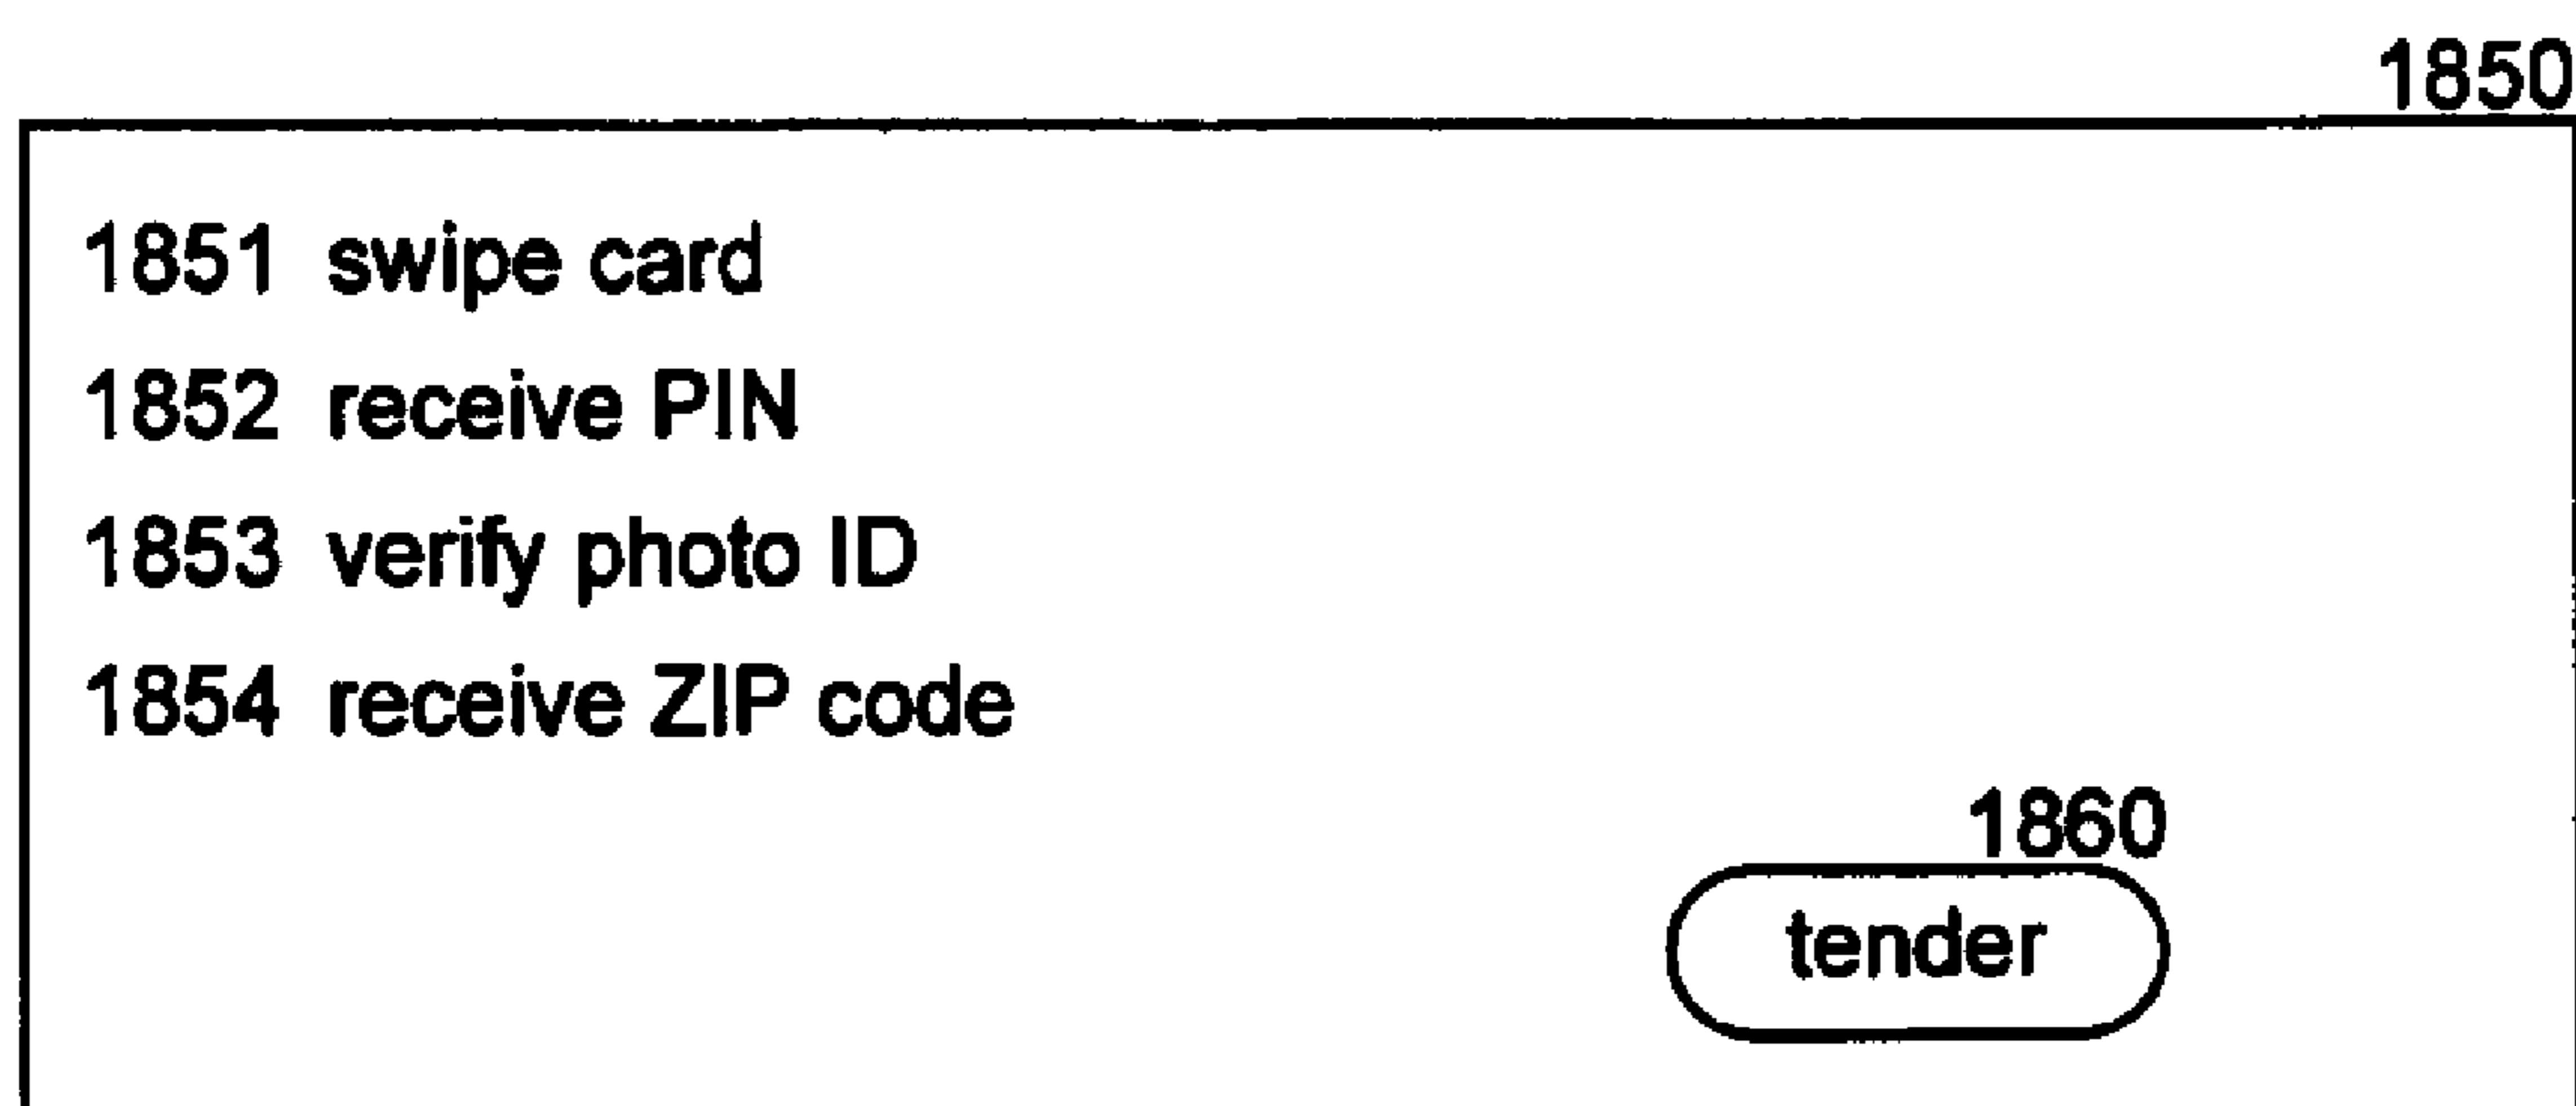 1850
1851 swipe card
1852 receive PIN
1853 verify photo ID
1854 receive ZIP code
1860
tender